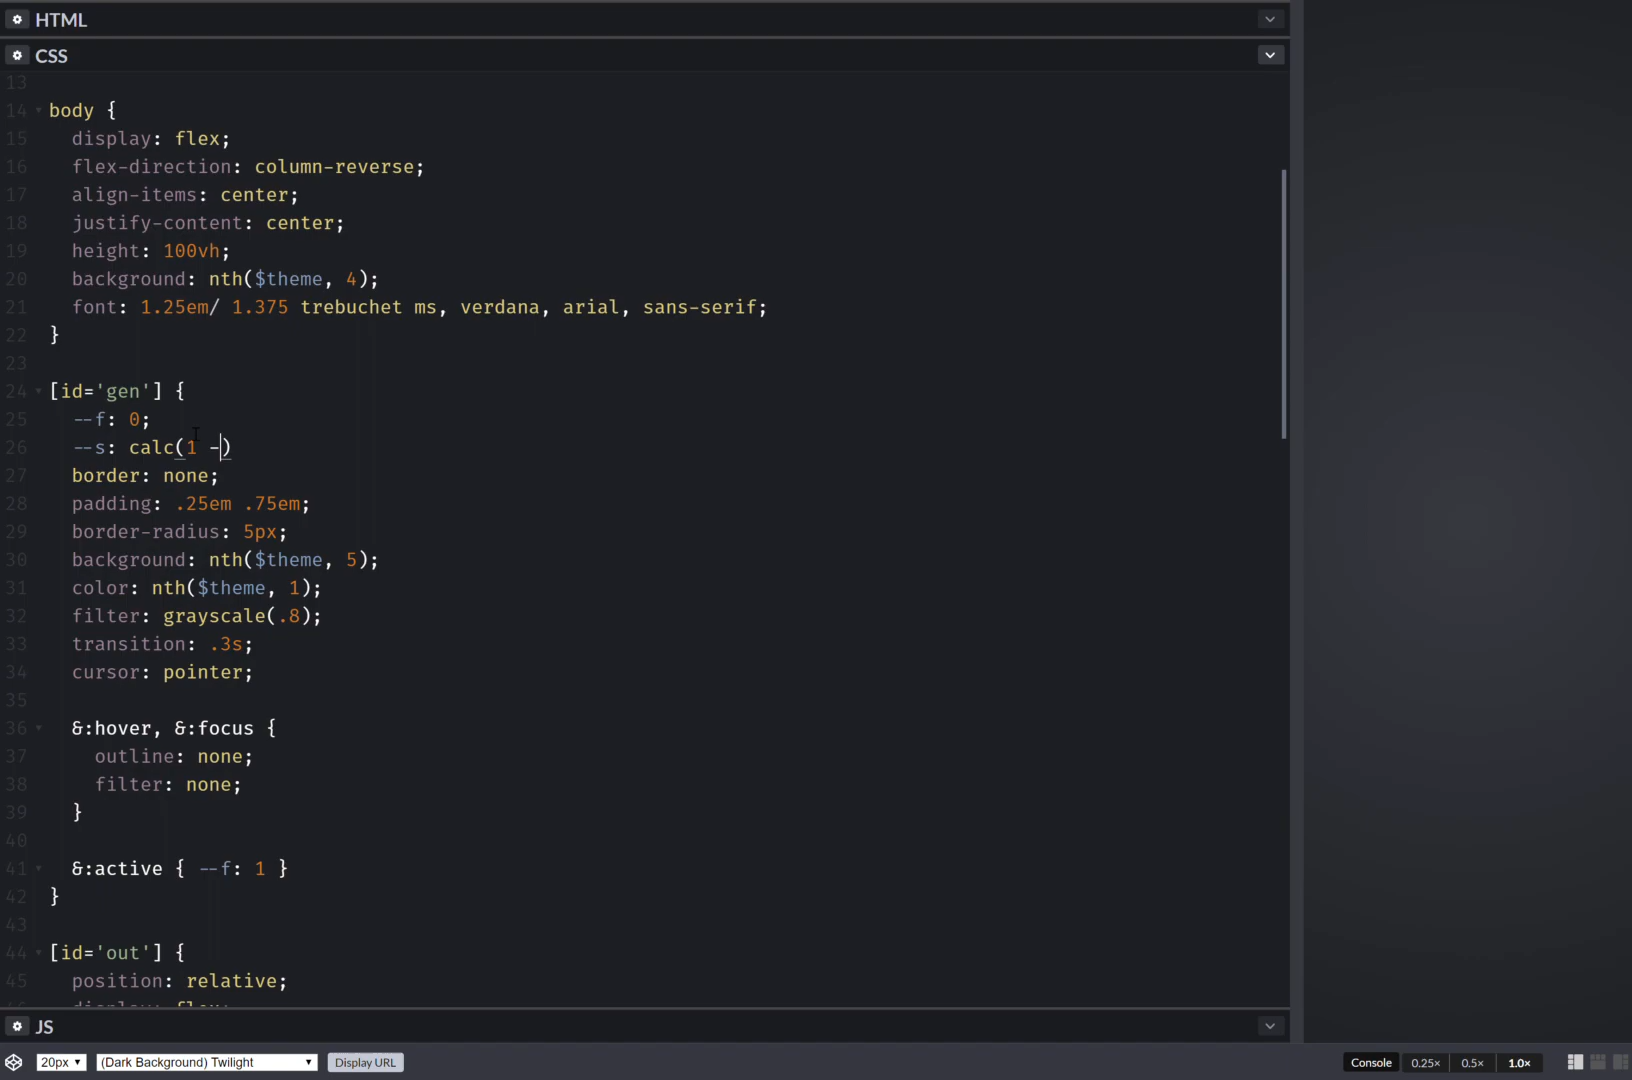 HTML
CSS
13
14 body {
15 display: flex;
16 flex-direction: column-reverse;
17 align-items: center;
18 justify-content: center;
19 height: 100vh;
20 background: nth($theme, 4);
21 font: 1.25em/ 1.375 trebuchet ms, verdana, arial, sans-serif;
22 }
23
24 [id='gen'] {
25 --f: 0;
26 --s: calc(1 -)
27 border: none;
28 padding: .25em .75em;
29 border-radius: 5px;
30 background: nth($theme, 5);
31 color: nth($theme, 1);
32 filter: grayscale(.8);
33 transition: .3s;
34 cursor: pointer;
35
36 &:hover, &:focus {
37 outline: none;
38 filter: none;
39 }
40
41 &:active { --f: 1 }
42 }
43
44 [id='out'] {
45 position: relative;
46 display: flex;
JS
20px (Dark Background) Twilight Display URL Console 0.25× 0.5× 1.0×